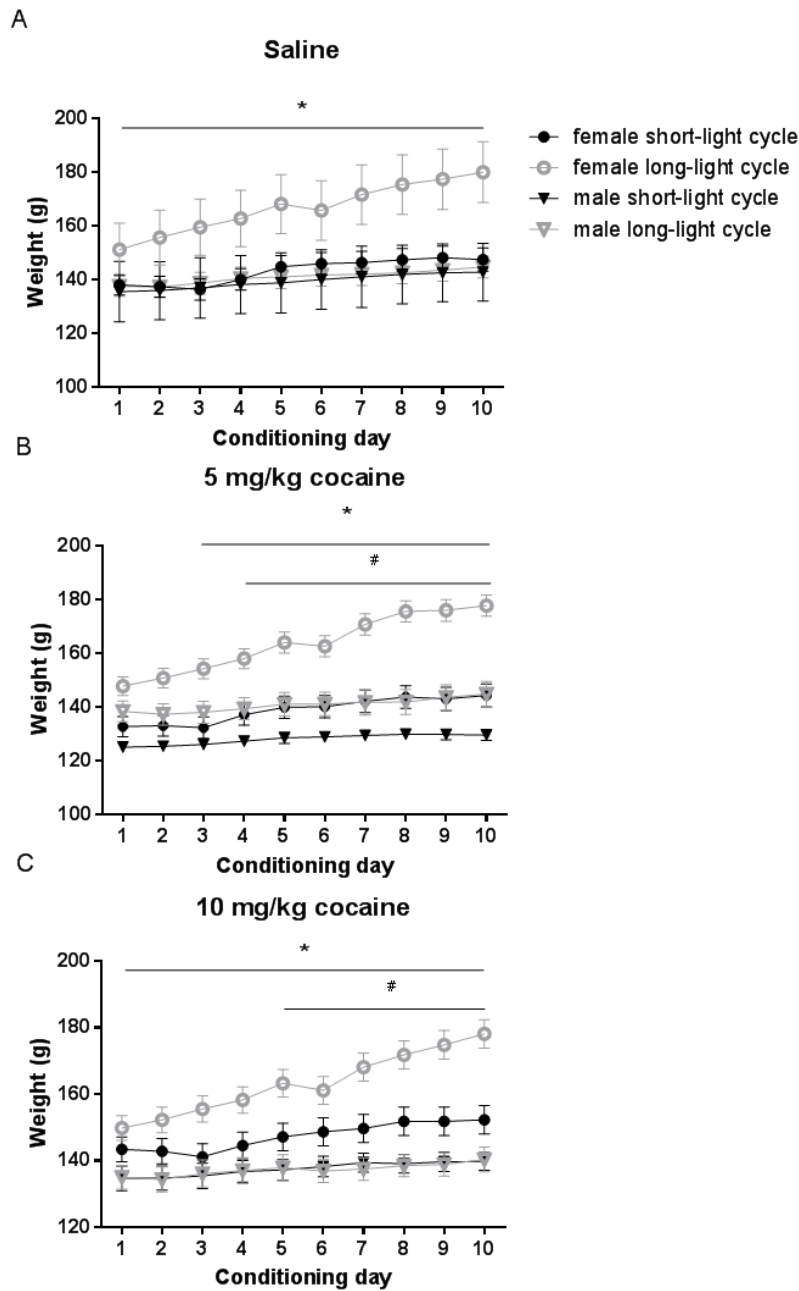 A
Saline
*
200
180
160
140
120
100
Weight (g)
1 2 3 4 5 6 7 8 9 10
Conditioning day
female short-light cycle
female long-light cycle
male short-light cycle
male long-light cycle
B
5 mg/kg cocaine
*
#
200
180
160
140
120
100
Weight (g)
1 2 3 4 5 6 7 8 9 10
Conditioning day
C
10 mg/kg cocaine
*
#
200
180
160
140
120
Weight (g)
1 2 3 4 5 6 7 8 9 10
Conditioning day